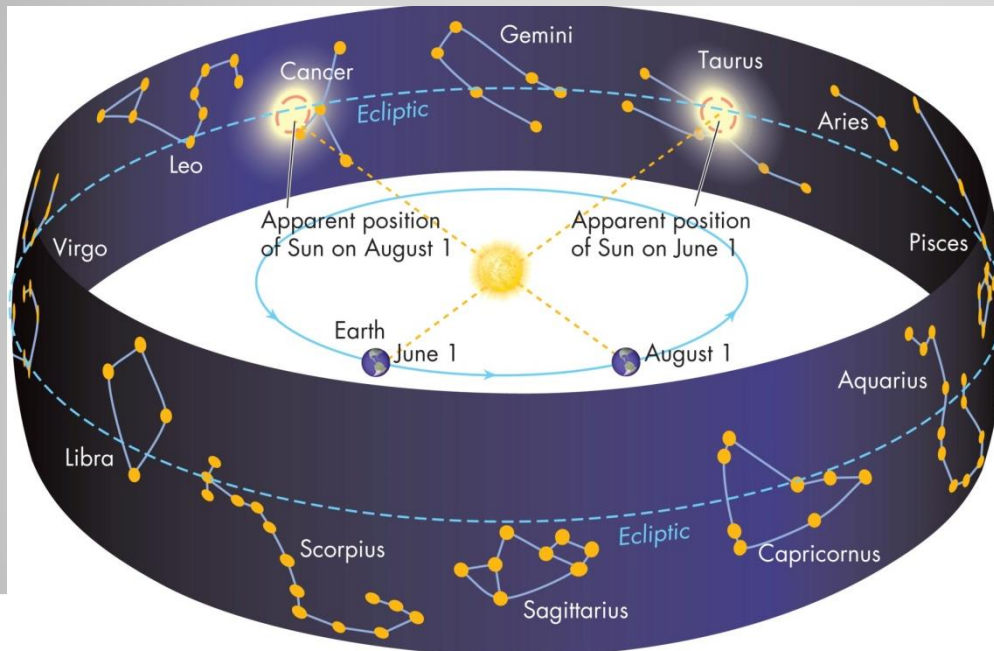 Gemini
Taurus
Cancer
Ecliptic
Aries
Leo
Apparent position
of Sun on August 1
Apparent position
of Sun on June 1
Virgo
Pisces
Earth
June 1
August 1
Aquarius
Libra
Ecliptic
Scorpius
Capricornus
Sagittarius